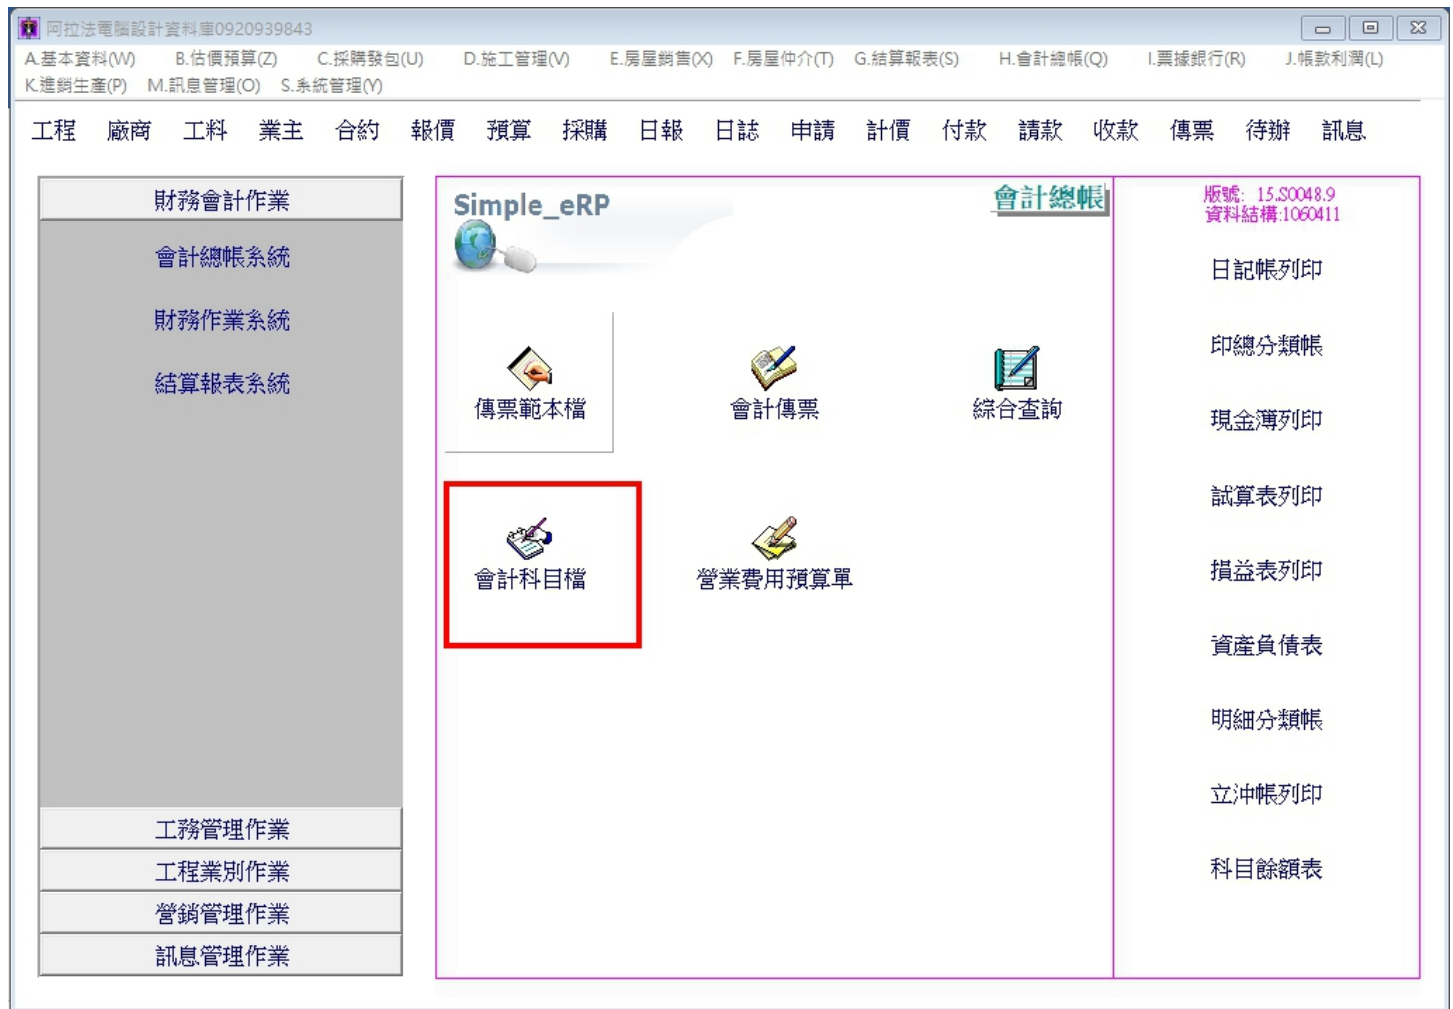 阿拉法電腦設計資料庫0920939843
A.基本資料(W) B.估價預算(Z) C.採購發包(U) D.施工管理(V) E.房屋銷售(X) F.房屋仲介(T) G.結算報表(S) H.會計總帳(Q) I.票據銀行(R) J.帳款利潤(L)
K.進銷生產(P) M.訊息管理(O) S.系統管理(Y)
工程 廠商 工料 業主 合約 報價 預算 採購 日報 日誌 申請 計價 付款 請款 收款 傳票 待辦 訊息
財務會計作業
會計總帳系統
財務作業系統
結算報表系統
工務管理作業
工程業別作業
營銷管理作業
訊息管理作業
Simple_eRP
會計總帳
傳票範本檔
會計傳票
綜合查詢
會計科目檔
營業費用預算單
版號: 15.S0048.9
資料結構:1060411
日記帳列印
印總分類帳
現金簿列印
試算表列印
損益表列印
資產負債表
明細分類帳
立沖帳列印
科目餘額表